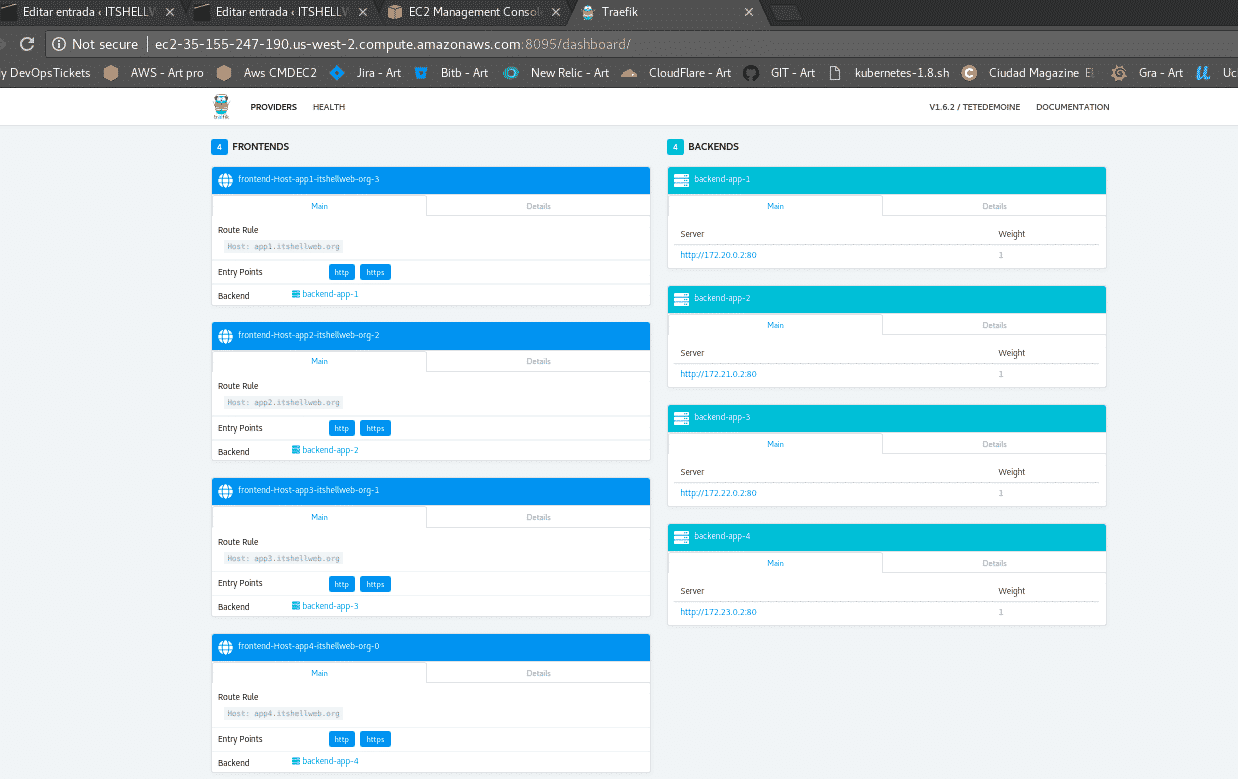 Editar entrada ‹ ITSHELLW
Editar entrada ‹ ITSHELLW
EC2 Management Consol
Traefik
Not secure
ec2-35-155-247-190.us-west-2.compute.amazonaws.com:8095/dashboard/
y DevOpsTickets
AWS - Art pro
Aws CMDEC2
Jira - Art
Bitb - Art
New Relic - Art
CloudFlare - Art
GIT - Art
kubernetes-1.8.sh
Ciudad Magazine El
Gra - Art
Uc
træfik
PROVIDERS
HEALTH
V1.6.2 / TETEDEMOINE
DOCUMENTATION
4 FRONTENDS
frontend-Host-app1-itshellweb-org-3
Main
Details
Route Rule
Host: app1.itshellweb.org
Entry Points http https
Backend backend-app-1
frontend-Host-app2-itshellweb-org-2
Main
Details
Route Rule
Host: app2.itshellweb.org
Entry Points http https
Backend backend-app-2
frontend-Host-app3-itshellweb-org-1
Main
Details
Route Rule
Host: app3.itshellweb.org
Entry Points http https
Backend backend-app-3
frontend-Host-app4-itshellweb-org-0
Main
Details
Route Rule
Host: app4.itshellweb.org
Entry Points http https
Backend backend-app-4
4 BACKENDS
backend-app-1
Main
Details
Server Weight
http://172.20.0.2:80 1
backend-app-2
Main
Details
Server Weight
http://172.21.0.2:80 1
backend-app-3
Main
Details
Server Weight
http://172.22.0.2:80 1
backend-app-4
Main
Details
Server Weight
http://172.23.0.2:80 1